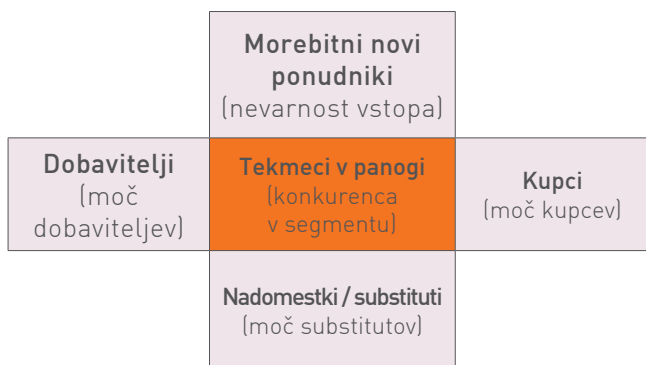 Morebitni novi
ponudniki
(nevarnost vstopa)
Dobavitelji
(moč
dobaviteljev)
Tekmeci v panogi
(konkurenca
v segmentu)
Kupci
(moč kupcev)
Nadomestki / substituti
(moč substitutov)